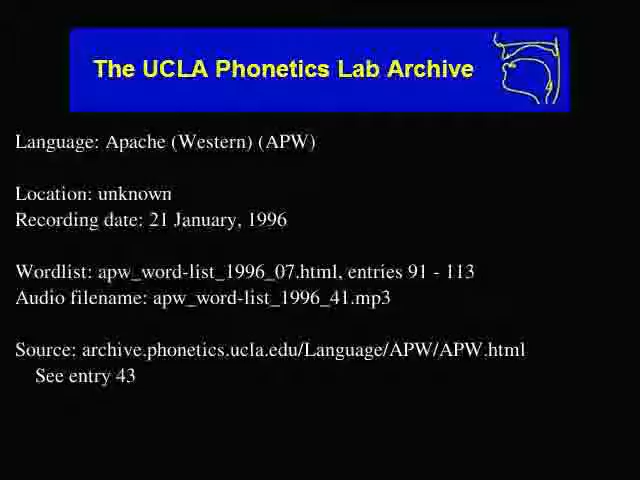 The UCLA Phonetics Lab Archive
Language: Apache (Western) (APW)
Location: unknown
Recording date: 21 January, 1996
Wordlist: apw_word-list_1996_07.html, entries 91 - 113
Audio filename: apw_word-list_1996_41.mp3
Source: archive.phonetics.ucla.edu/Language/APW/APW.html
See entry 43